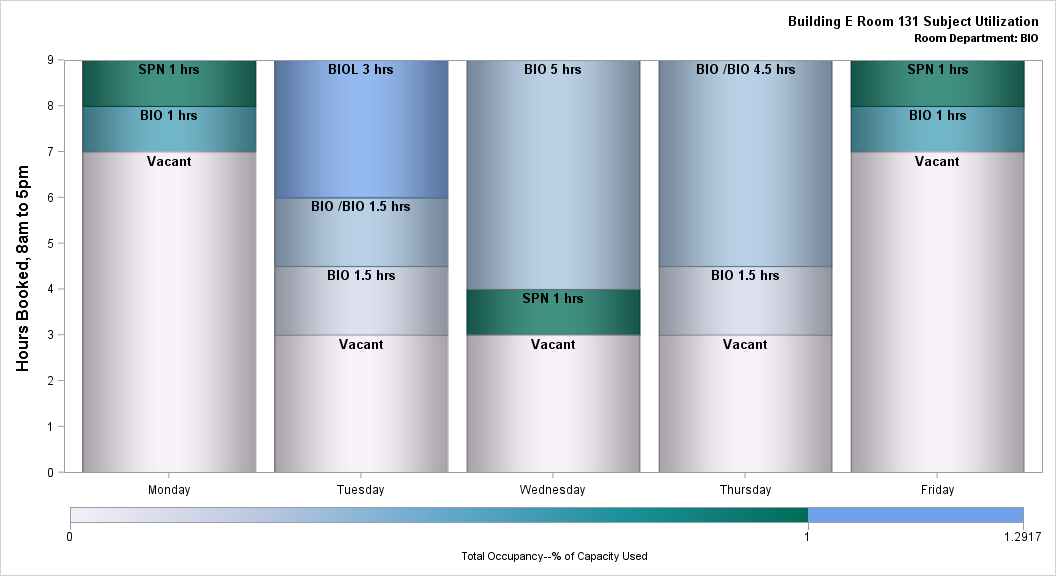 Building E Room 131 Subject Utilization
Room Department: BIO
Hours Booked, 8am to 5pm
9
8
7
6
5
4
3
2
1
0
SPN 1 hrs
BIO 1 hrs
Vacant
BIOL 3 hrs
BIO /BIO 1.5 hrs
BIO 1.5 hrs
Vacant
BIO 5 hrs
SPN 1 hrs
Vacant
BIO /BIO 4.5 hrs
BIO 1.5 hrs
Vacant
SPN 1 hrs
BIO 1 hrs
Vacant
Monday
Tuesday
Wednesday
Thursday
Friday
0
1
1.2917
Total Occupancy--% of Capacity Used